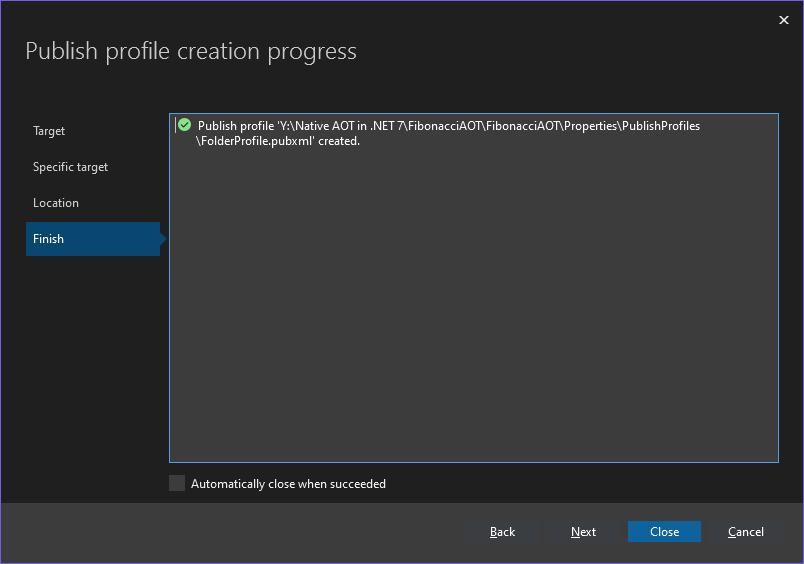 Publish profile creation progress
Target
Specific target
Location
Finish
Publish profile 'Y:\Native AOT in .NET 7\FibonacciAOT\FibonacciAOT\Properties\PublishProfiles
\FolderProfile.pubxml' created.
Automatically close when succeeded
Back
Next
Close
Cancel